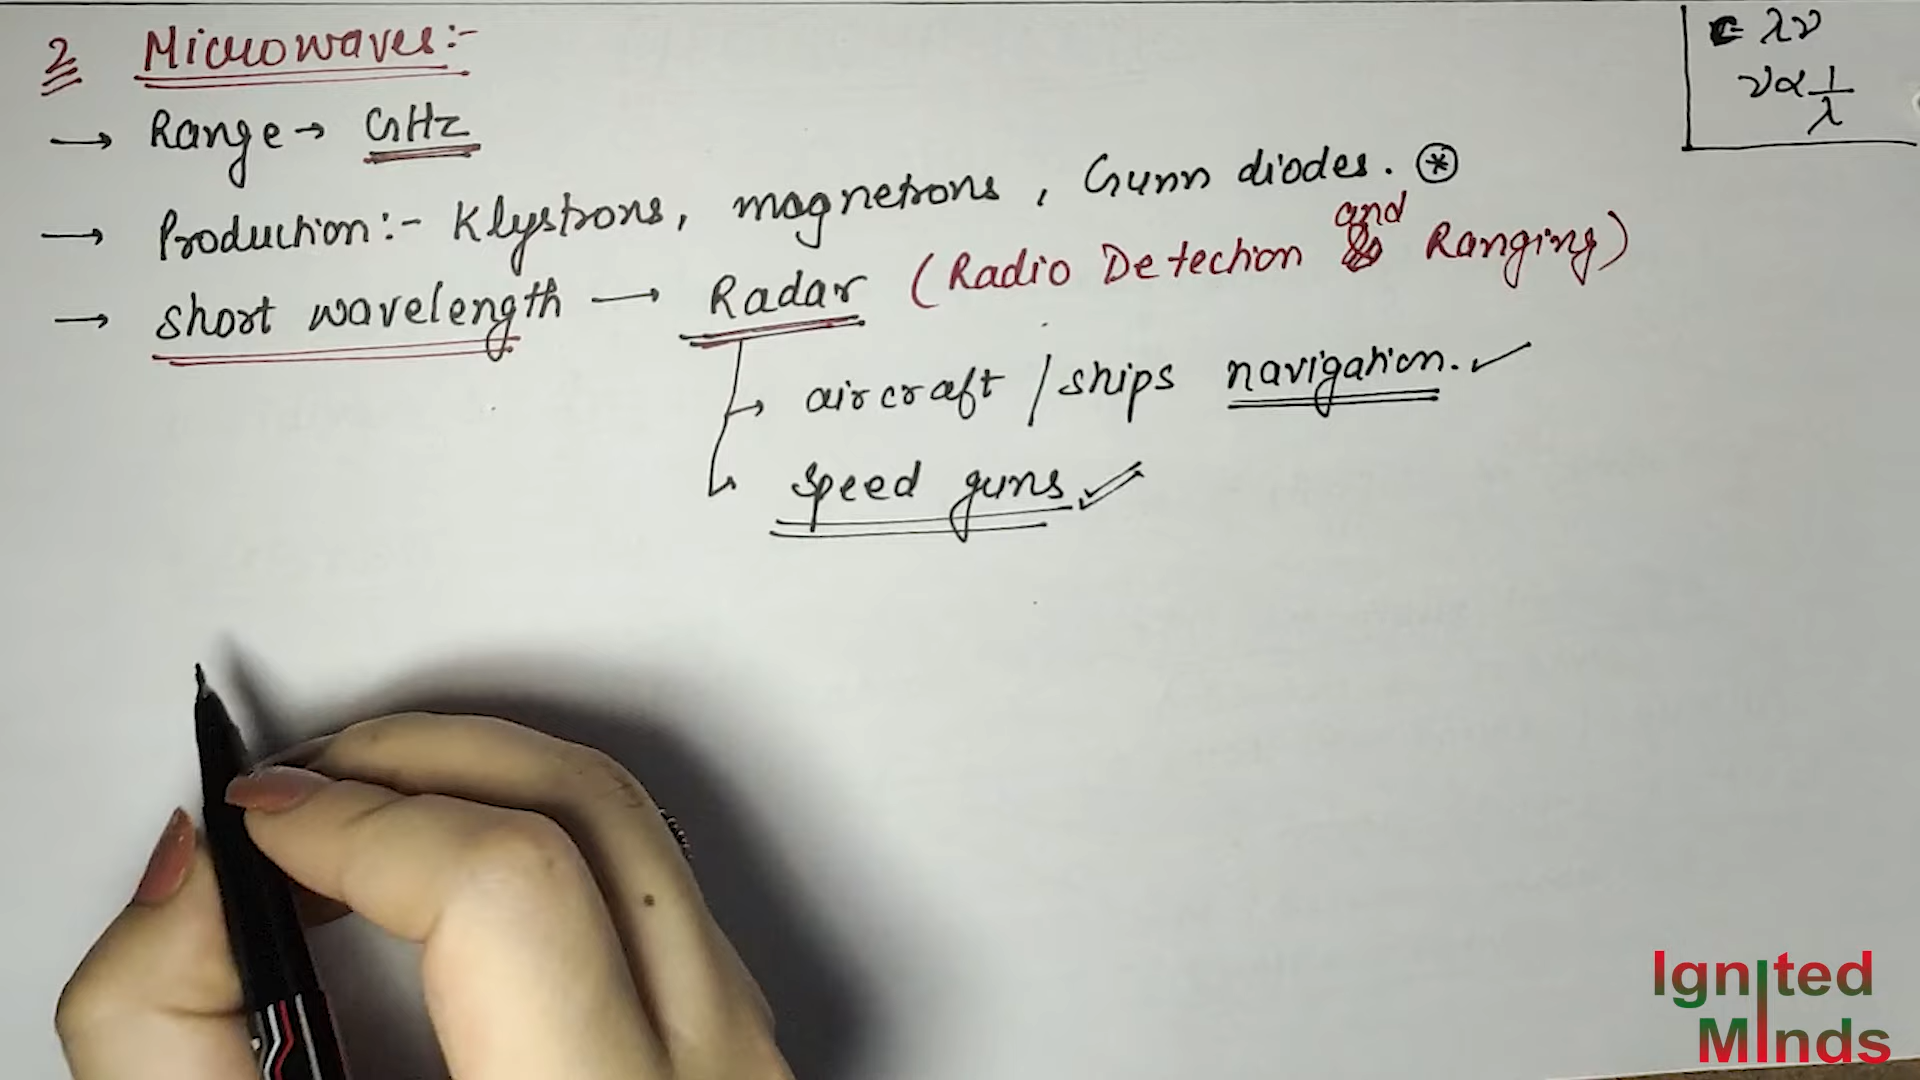 2 Microwaves:-
→ Range → GHz
→ Production:- Klystrons, magnetrons, Gunn diodes. ⊛
→ short wavelength → Radar (Radio Detection and Ranging)
→ aircraft / ships navigation. ✓
→ speed guns ✓
c = λν
ν ∝ 1/λ
Ignited
Minds